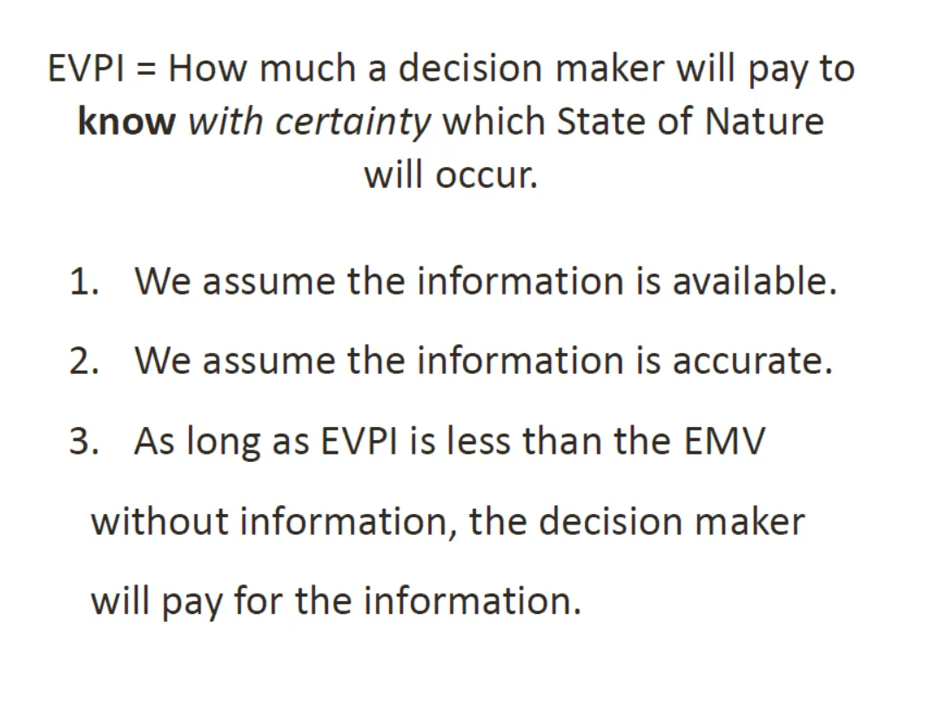 EVPI = How much a decision maker will pay to
know with certainty which State of Nature
will occur.
1. We assume the information is available.
2. We assume the information is accurate.
3. As long as EVPI is less than the EMV
without information, the decision maker
will pay for the information.